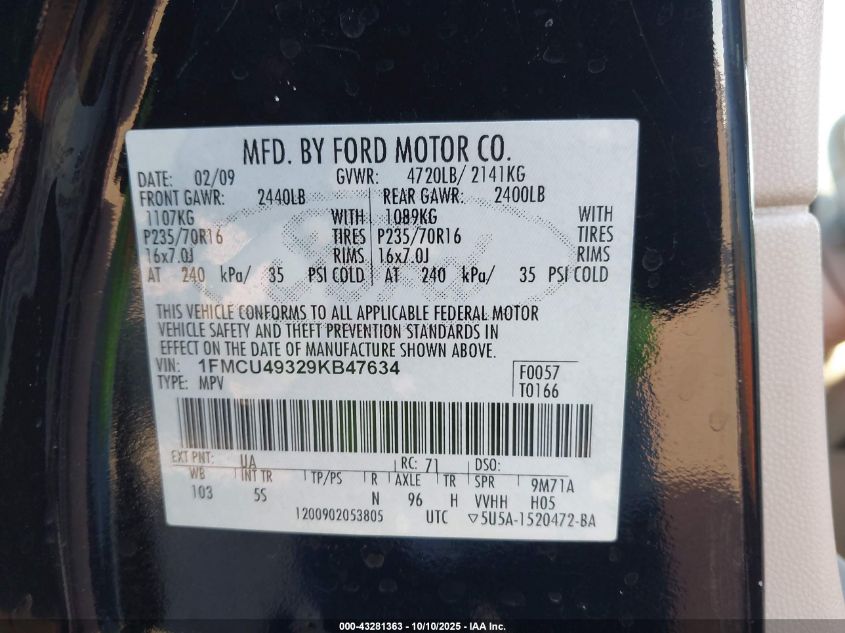 MFD. BY FORD MOTOR CO.
DATE: 02/09 GVWR: 4720LB/ 2141KG
FRONT GAWR: 2440LB REAR GAWR: 2400LB
1107KG WITH 1089KG WITH
P235/70R16 TIRES P235/70R16 TIRES
16x7.0J RIMS 16x7.0J RIMS
AT 240 kPa/ 35 PSI COLD AT 240 kPa/ 35 PSI COLD
THIS VEHICLE CONFORMS TO ALL APPLICABLE FEDERAL MOTOR
VEHICLE SAFETY AND THEFT PREVENTION STANDARDS IN
EFFECT ON THE DATE OF MANUFACTURE SHOWN ABOVE.
VIN: 1FMCU49329KB47634 F0057
TYPE: MPV T0166
EXT PNT: UA RC: 71 DSO:
WB INT TR TP/PS R AXLE TR SPR 9M71A
103 5S N 96 H VVHH H05
1200902053805 UTC ▽5U5A-1520472-BA
000-43281363 - 10/10/2025 - IAA Inc.